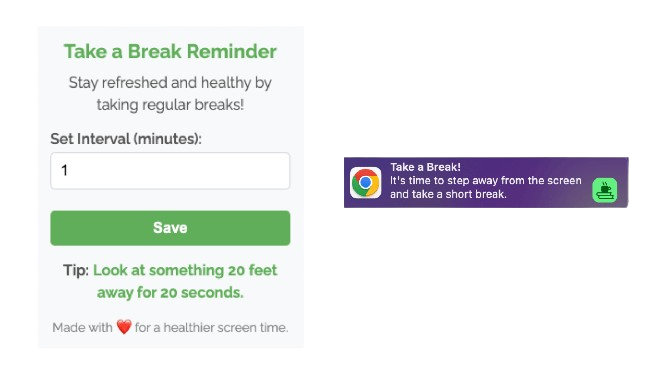 Take a Break Reminder
Stay refreshed and healthy by
taking regular breaks!
Set Interval (minutes):
1
Save
Tip: Look at something 20 feet
away for 20 seconds.
Made with ❤️ for a healthier screen time.
Take a Break!
It's time to step away from the screen
and take a short break.